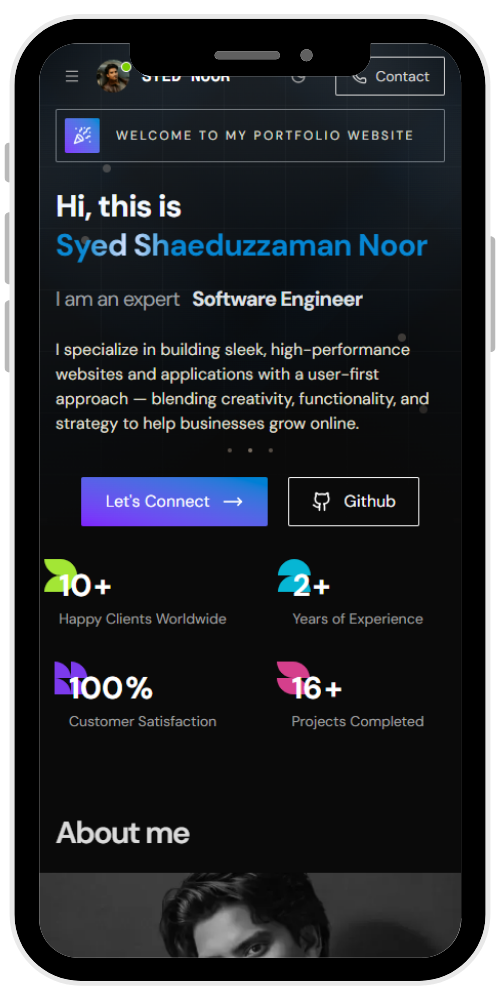 SYED NOOR
Contact
WELCOME TO MY PORTFOLIO WEBSITE
Hi, this is
Syed Shaeduzzaman Noor
I am an expert Software Engineer
I specialize in building sleek, high-performance
websites and applications with a user-first
approach — blending creativity, functionality, and
strategy to help businesses grow online.
Let's Connect
Github
10+
2+
Happy Clients Worldwide
Years of Experience
100%
16+
Customer Satisfaction
Projects Completed
About me